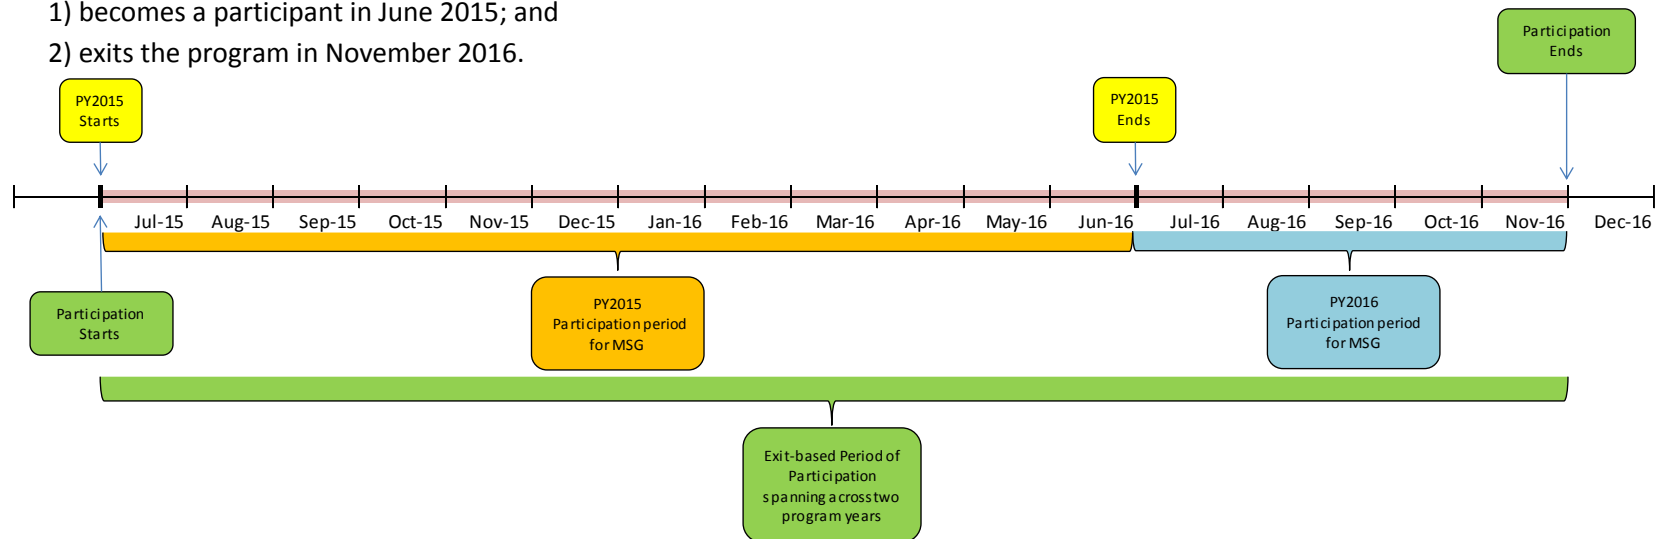 1) becomes a participant in June 2015; and
2) exits the program in November 2016.
Participation
Ends
PY2015
Starts
PY2015
Ends
Jul-15 Aug-15 Sep-15 Oct-15 Nov-15 Dec-15 Jan-16 Feb-16 Mar-16 Apr-16 May-16 Jun-16 Jul-16 Aug-16 Sep-16 Oct-16 Nov-16 Dec-16
Participation
Starts
PY2015
Participation period
for MSG
PY2016
Participation period
for MSG
Exit-based Period of
Participation
spanning across two
program years